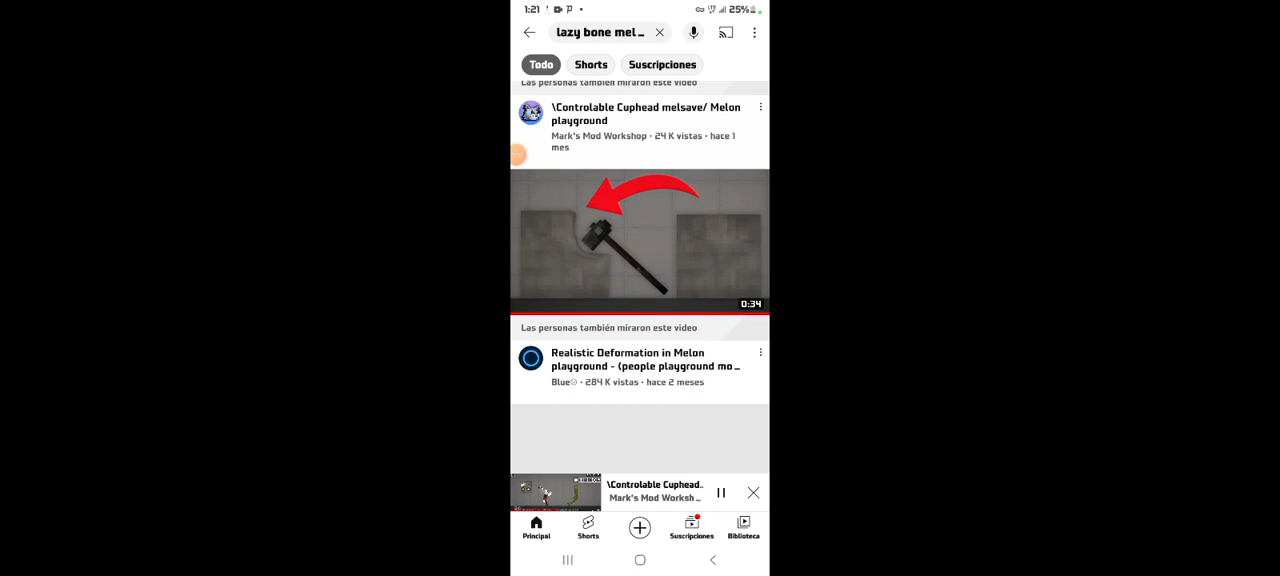 1:21
25%
lazy bone mel...
Todo
Shorts
Suscripciones
Las personas también miraron este video
\Controlable Cuphead melsave/ Melon
playground
Mark's Mod Workshop · 24 K vistas · hace 1
mes
0:34
Las personas también miraron este video
Realistic Deformation in Melon
playground - (people playground mo...
Blue · 284 K vistas · hace 2 meses
\Controlable Cuphead..
Mark's Mod Worksh...
Principal
Shorts
Suscripciones
Biblioteca